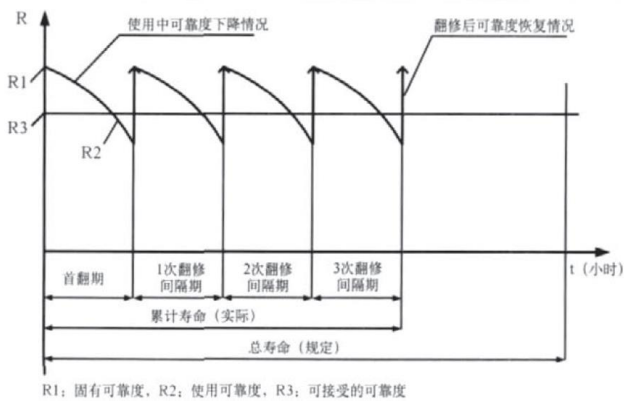 R
使用中可靠度下降情况
翻修后可靠度恢复情况
R1
R3
R2
t（小时）
首翻期
1次翻修
间隔期
2次翻修
间隔期
3次翻修
间隔期
累计寿命（实际）
总寿命（规定）
R1；固有可靠度，R2；使用可靠度，R3；可接受的可靠度